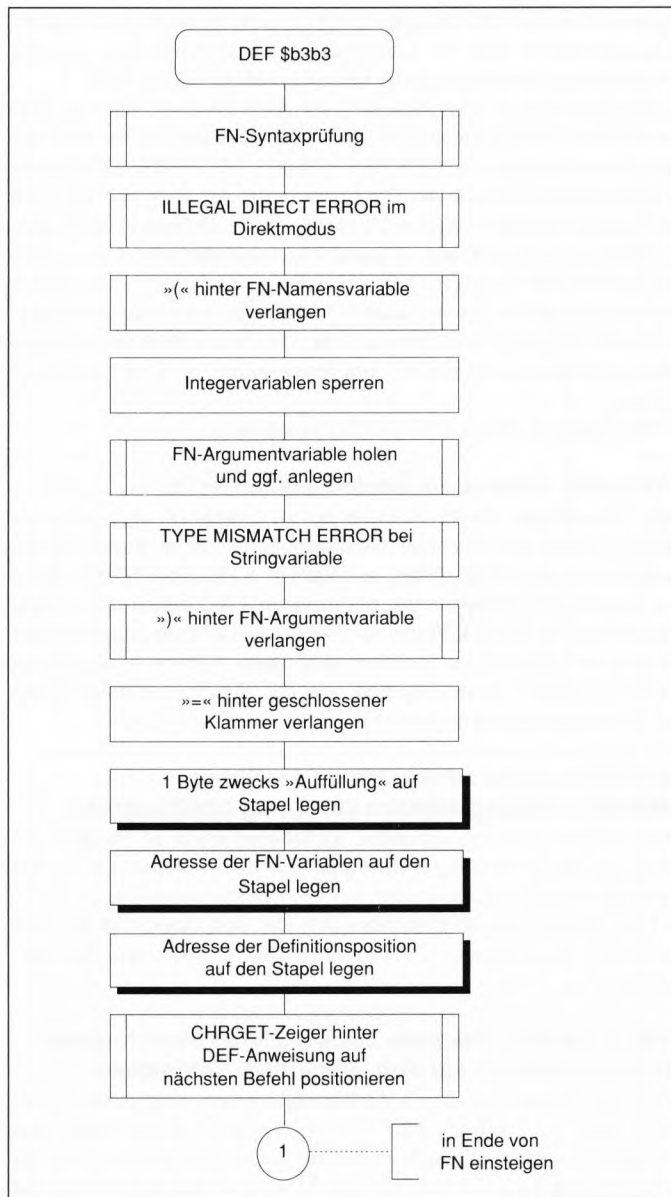 DEF $b3b3
FN-Syntaxprüfung
ILLEGAL DIRECT ERROR im
Direktmodus
»(« hinter FN-Namensvariable
verlangen
Integervariablen sperren
FN-Argumentvariable holen
und ggf. anlegen
TYPE MISMATCH ERROR bei
Stringvariable
»)« hinter FN-Argumentvariable
verlangen
»=« hinter geschlossener
Klammer verlangen
1 Byte zwecks »Auffüllung« auf
Stapel legen
Adresse der FN-Variablen auf den
Stapel legen
Adresse der Definitionsposition
auf den Stapel legen
CHRGET-Zeiger hinter
DEF-Anweisung auf
nächsten Befehl positionieren
1
in Ende von
FN einsteigen